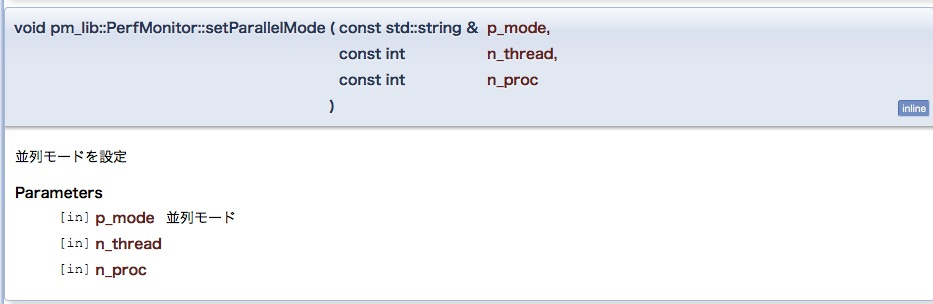 void pm_lib::PerfMonitor::setParallelMode ( const std::string & p_mode,
const int n_thread,
const int n_proc
)
inline
並列モードを設定
Parameters
[in] p_mode 並列モード
[in] n_thread
[in] n_proc